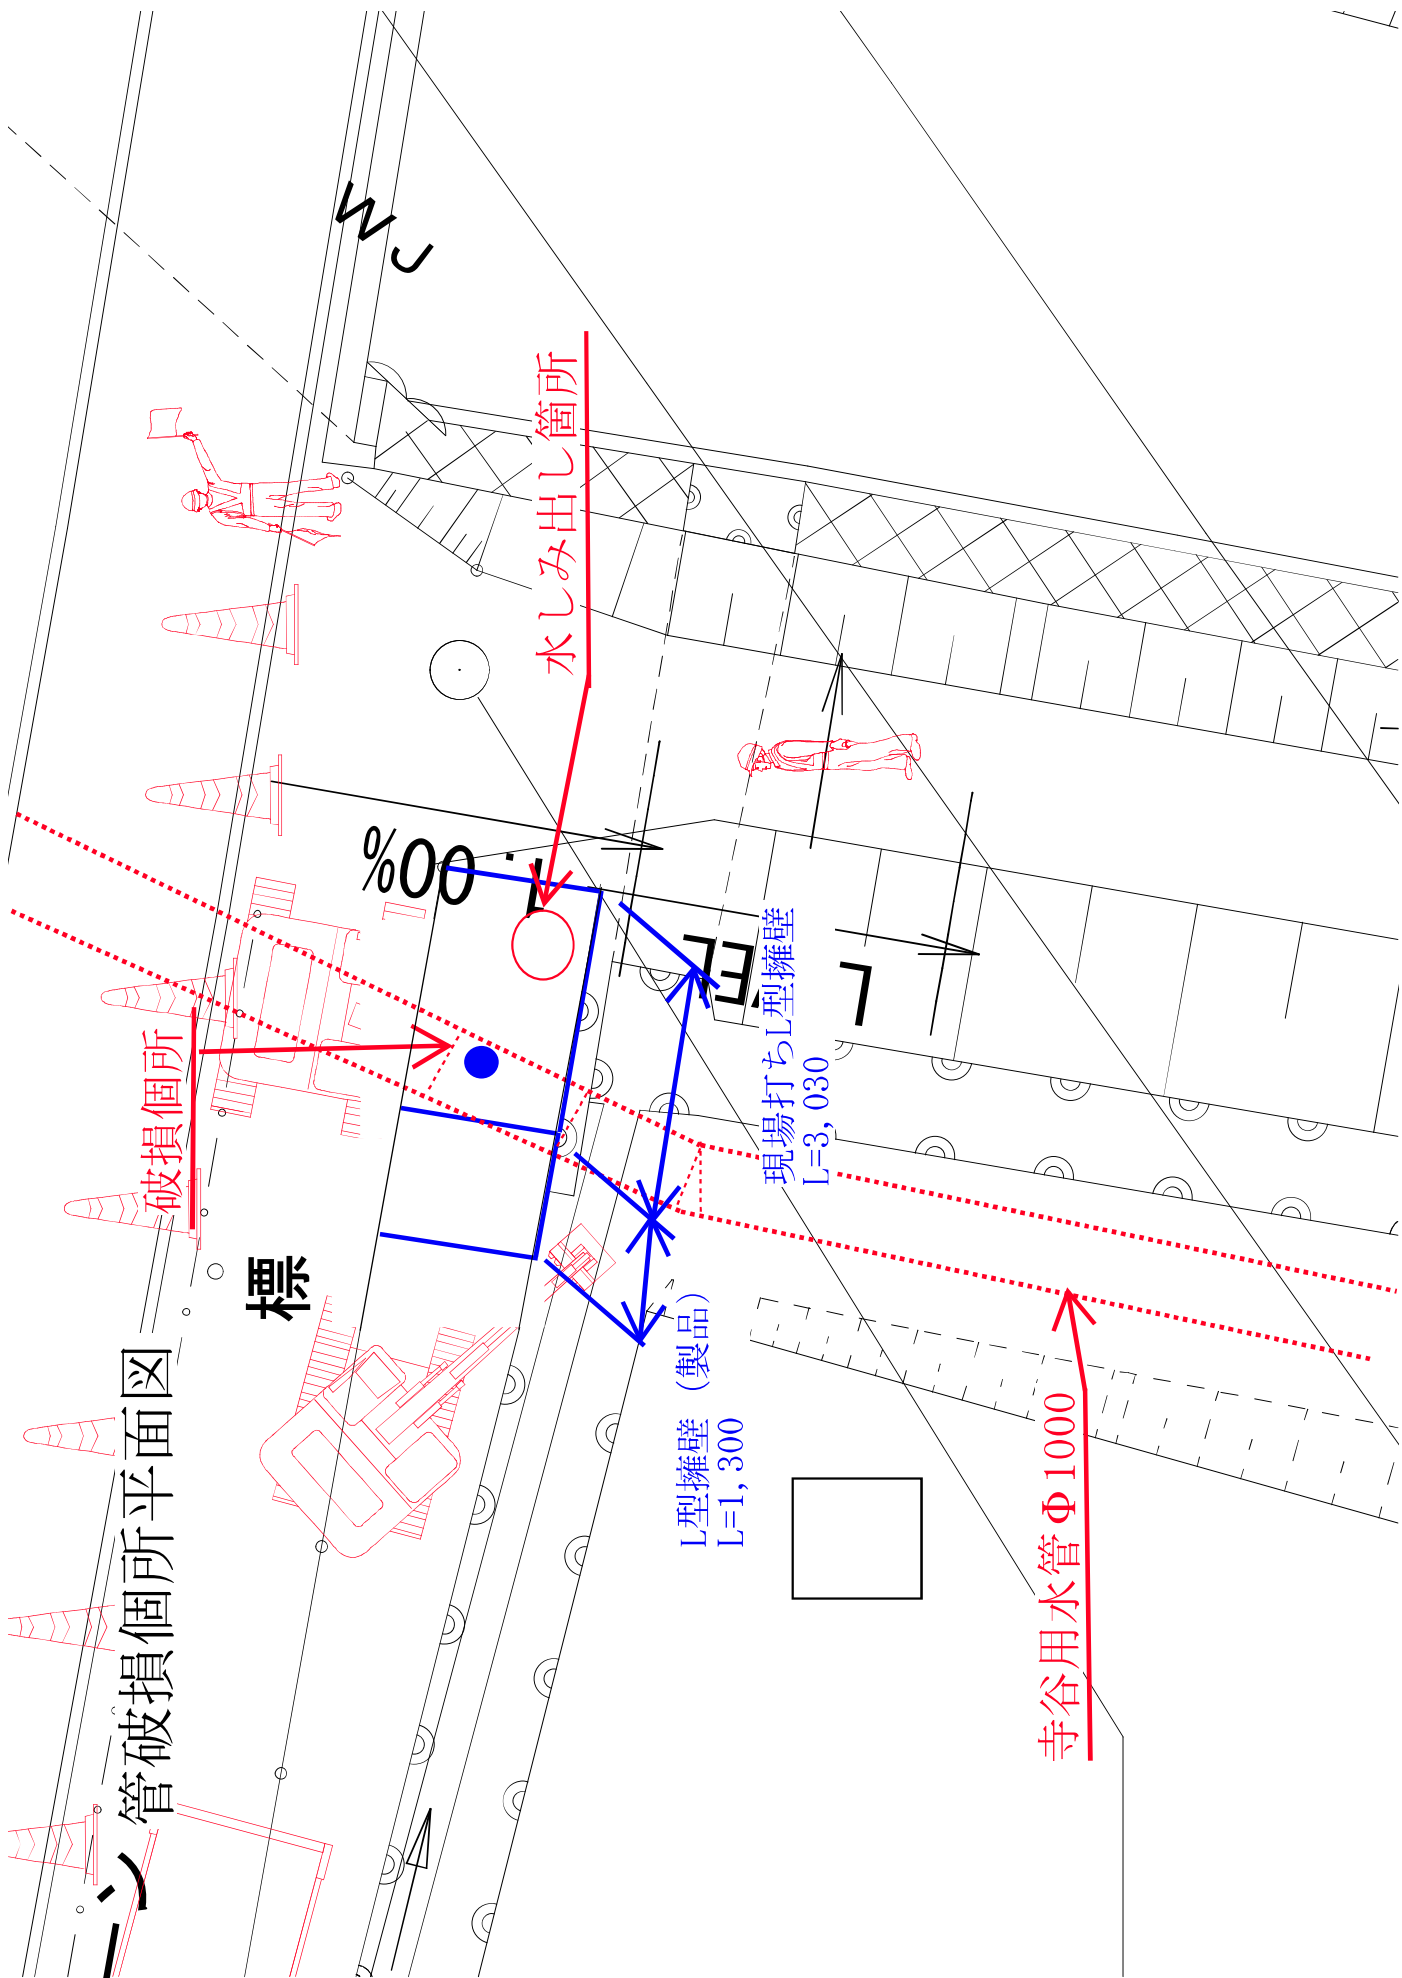 管破損個所平面図
破損個所
水しみ出し箇所
現場打ちL型擁壁
L=3,030
L型擁壁（製品）
L=1,300
寺谷用水管Φ1000
標
1.00%
LEVEL
W